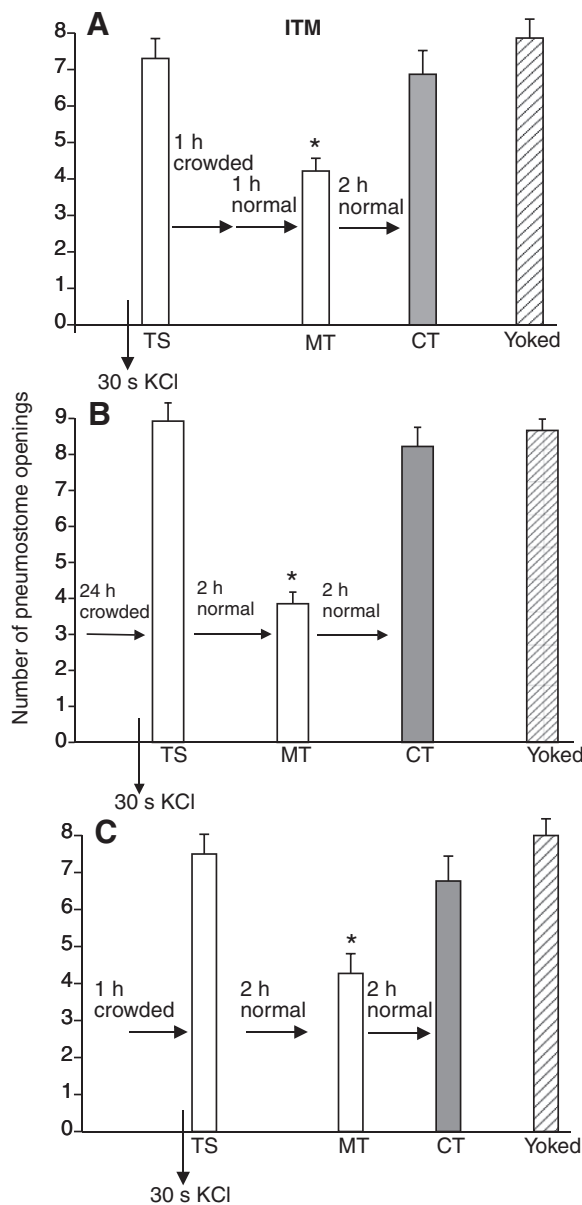 A
ITM
8
7
6
5
4
3
2
1
0
1 h
crowded
1 h
normal
*
2 h
normal
TS
MT
CT
Yoked
30 s KCl
Number of pneumostome openings
B
9
8
7
6
5
4
3
2
1
0
24 h
crowded
2 h
normal
*
2 h
normal
TS
MT
CT
Yoked
30 s KCl
C
8
7
6
5
4
3
2
1
0
1 h
crowded
2 h
normal
*
2 h
normal
TS
MT
CT
Yoked
30 s KCl